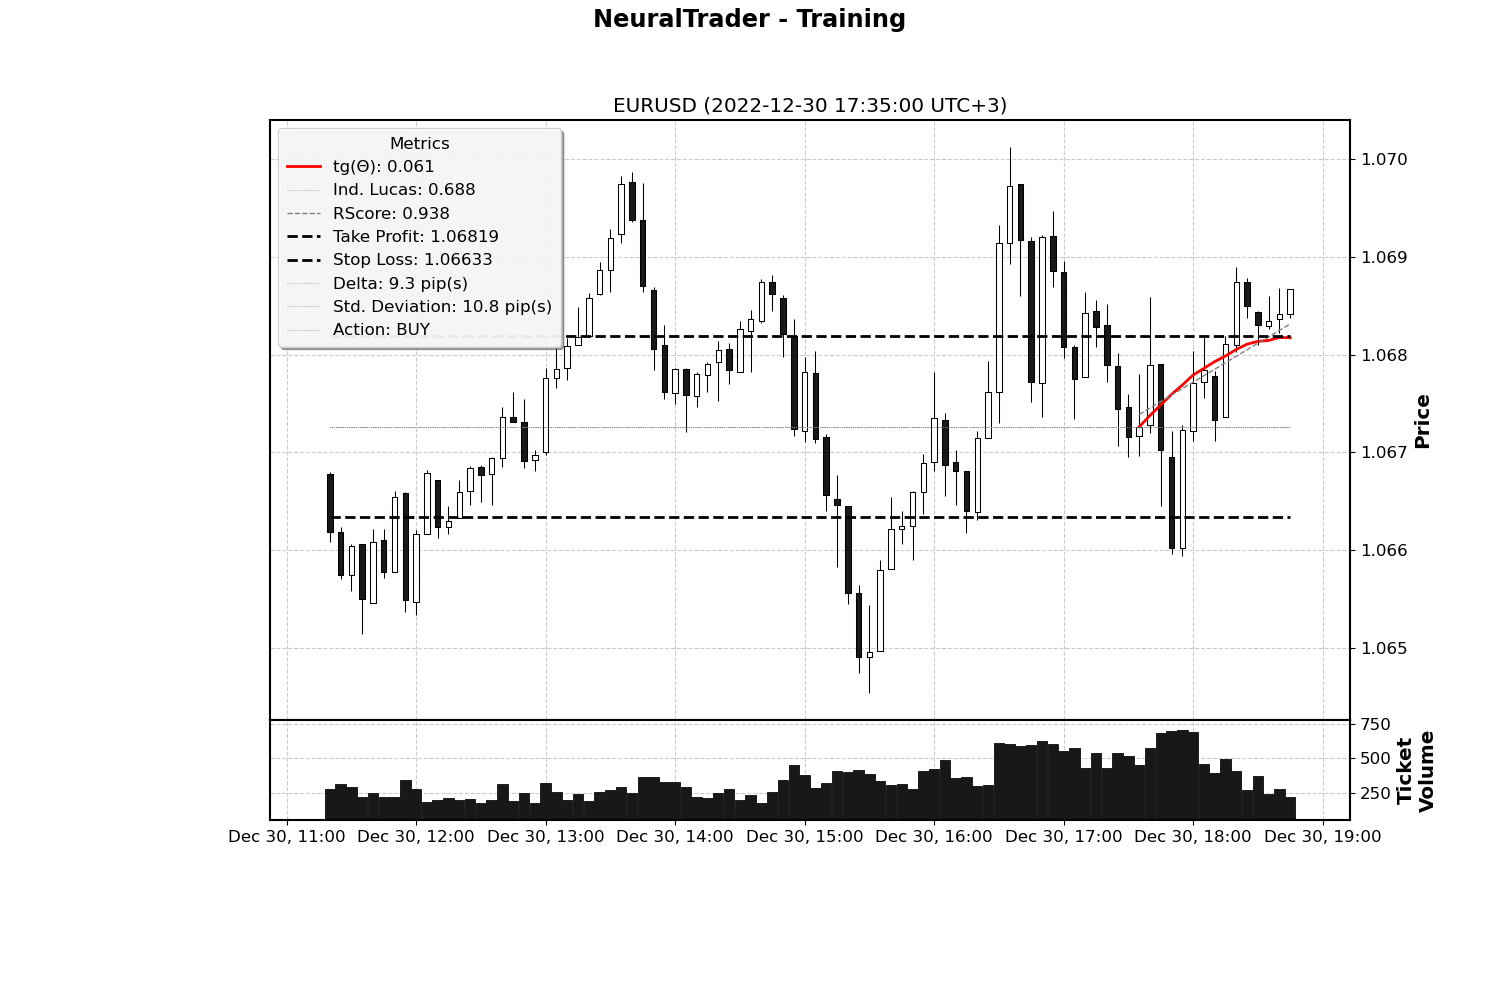 NeuralTrader - Training
EURUSD (2022-12-30 17:35:00 UTC+3)
Metrics
tg(Θ): 0.061
Ind. Lucas: 0.688
RScore: 0.938
Take Profit: 1.06819
Stop Loss: 1.06633
Delta: 9.3 pip(s)
Std. Deviation: 10.8 pip(s)
Action: BUY
1.070
1.069
1.068
1.067
1.066
1.065
Price
750
500
250
Ticket
Volume
Dec 30, 11:00 Dec 30, 12:00 Dec 30, 13:00 Dec 30, 14:00 Dec 30, 15:00 Dec 30, 16:00 Dec 30, 17:00 Dec 30, 18:00 Dec 30, 19:00